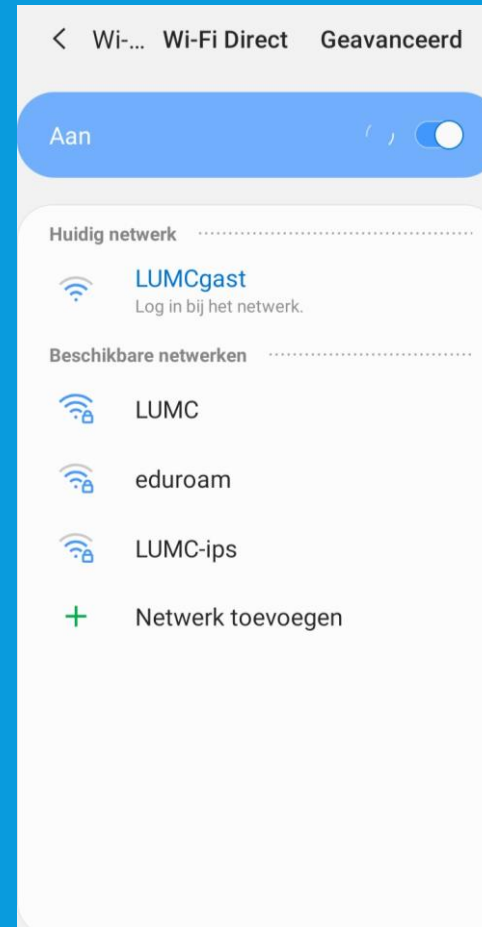 Wi-... Wi-Fi Direct Geavanceerd
Aan
Huidig netwerk
LUMCgast
Log in bij het netwerk.
Beschikbare netwerken
LUMC
eduroam
LUMC-ips
Netwerk toevoegen